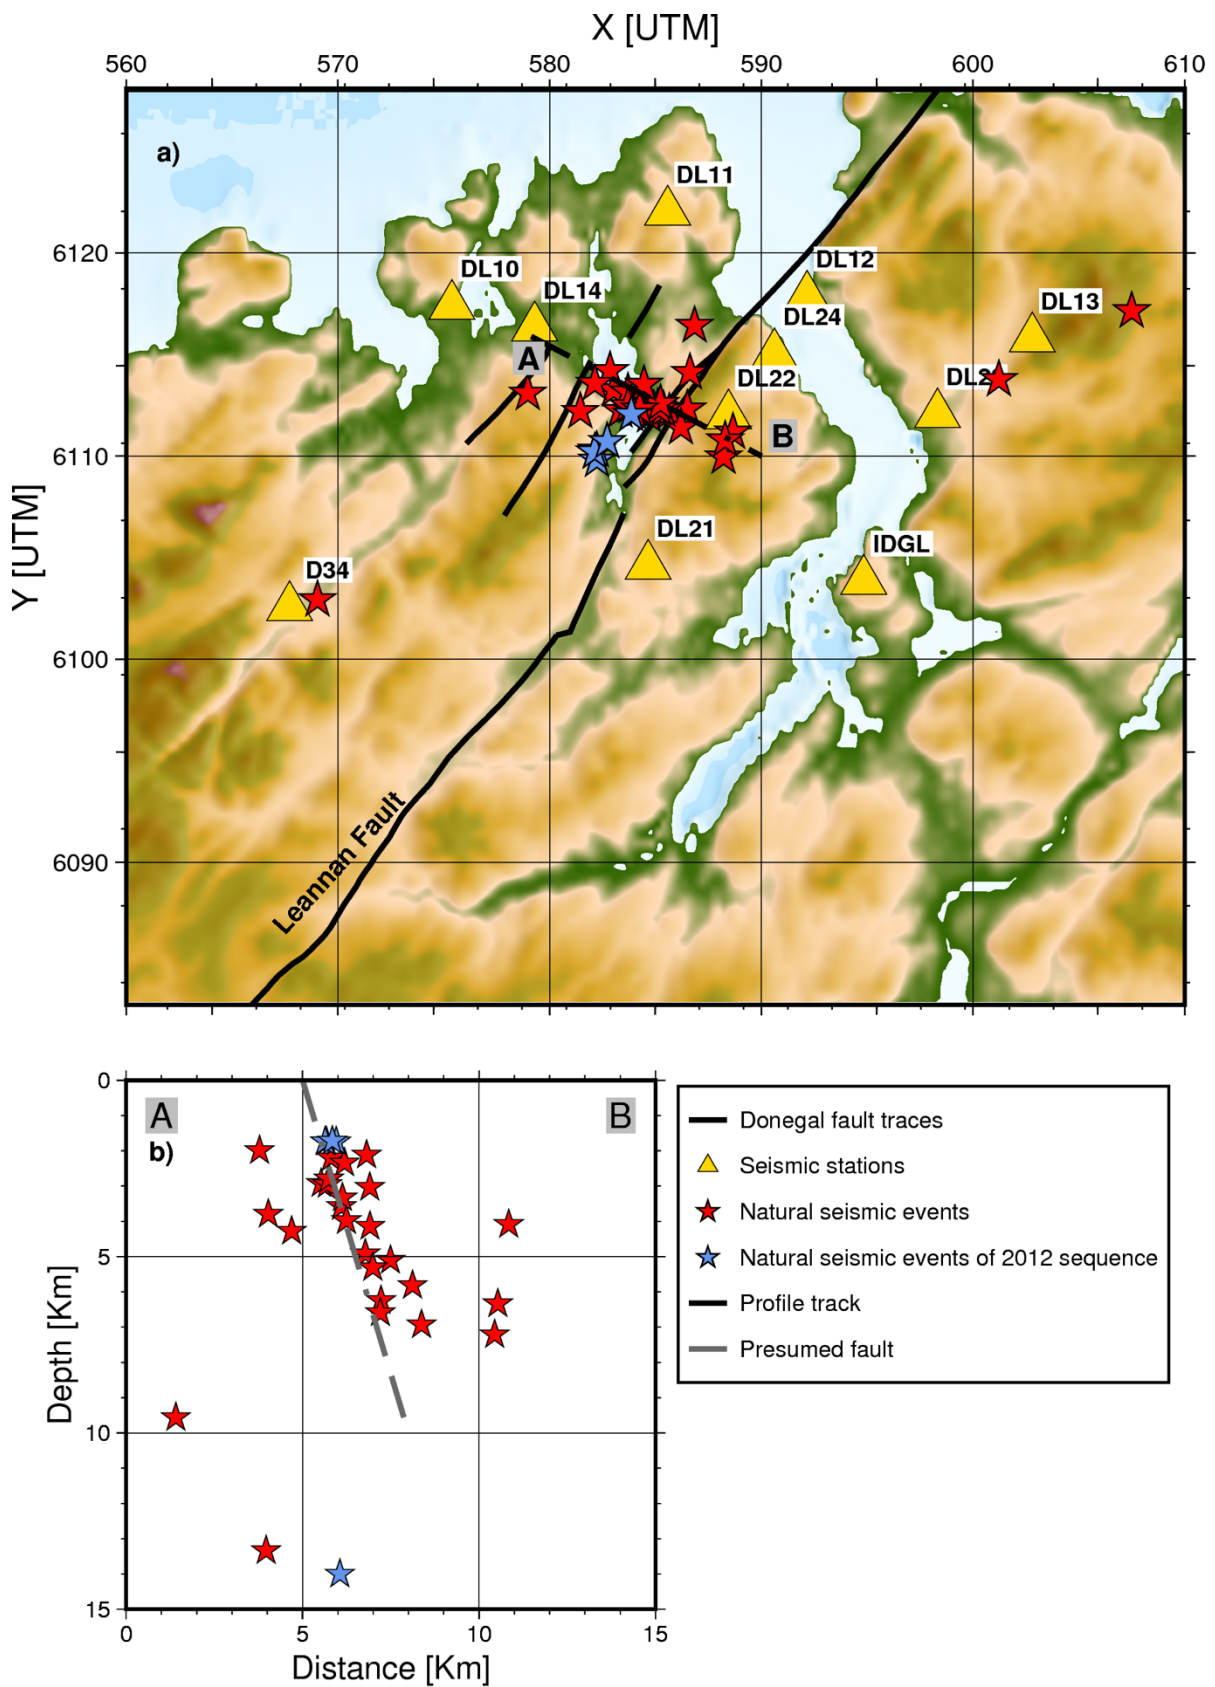 X [UTM]
560 570 580 590 600 610
a)
DL11
6120
DL12
DL10
DL14
DL13
DL24
A
DL22
DL2
B
6110
DL21
IDGL
Y [UTM]
D34
6100
Leannan Fault
6090
0
A
B
b)
Donegal fault traces
Seismic stations
Natural seismic events
Natural seismic events of 2012 sequence
5
Profile track
Presumed fault
Depth [Km]
10
15
0 5 10 15
Distance [Km]